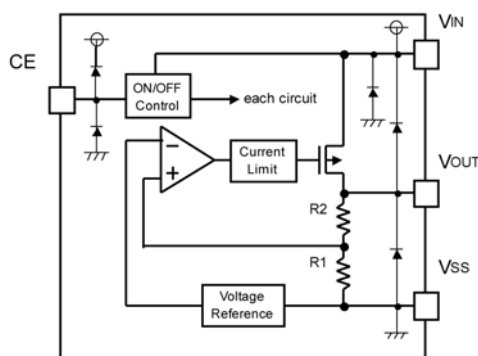 VIN
CE
ON/OFF
Control
each circuit
−
+
Current
Limit
VOUT
R2
R1
VSS
Voltage
Reference